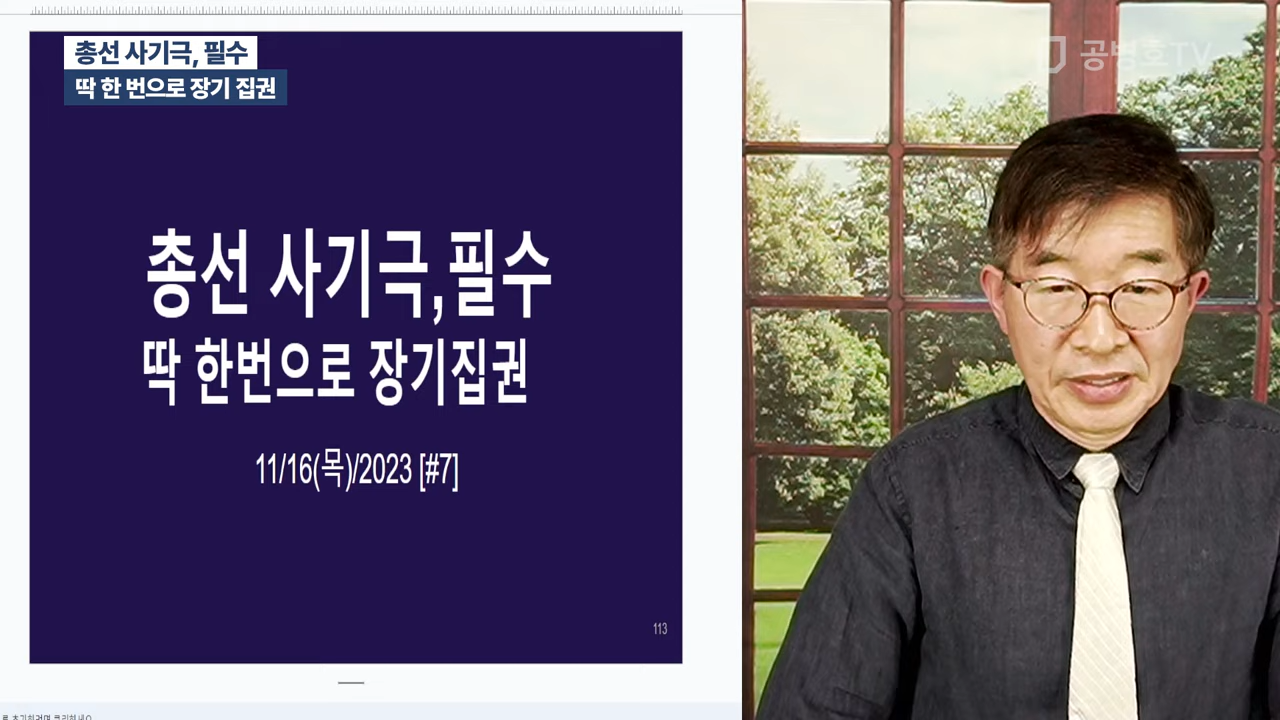 총선 사기극, 필수
딱 한 번으로 장기 집권
공병호TV
총선 사기극,필수
딱 한번으로 장기집권
11/16(목)/2023 [#7]
113